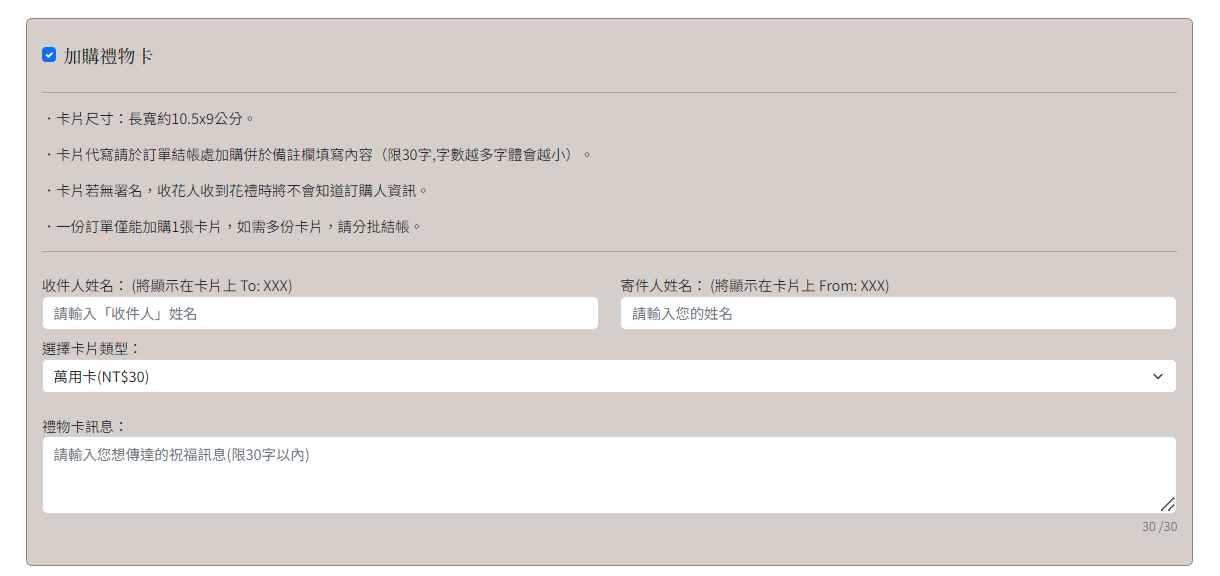 加購禮物卡
．卡片尺寸：長寬約10.5x9公分。
．卡片代寫請於訂單結帳處加購併於備註欄填寫內容（限30字,字數越多字體會越小）。
．卡片若無署名，收花人收到花禮時將不會知道訂購人資訊。
．一份訂單僅能加購1張卡片，如需多份卡片，請分批結帳。
收件人姓名： (將顯示在卡片上 To: XXX)
寄件人姓名： (將顯示在卡片上 From: XXX)
請輸入「收件人」姓名
請輸入您的姓名
選擇卡片類型：
萬用卡(NT$30)
禮物卡訊息：
請輸入您想傳達的祝福訊息(限30字以內)
30 /30